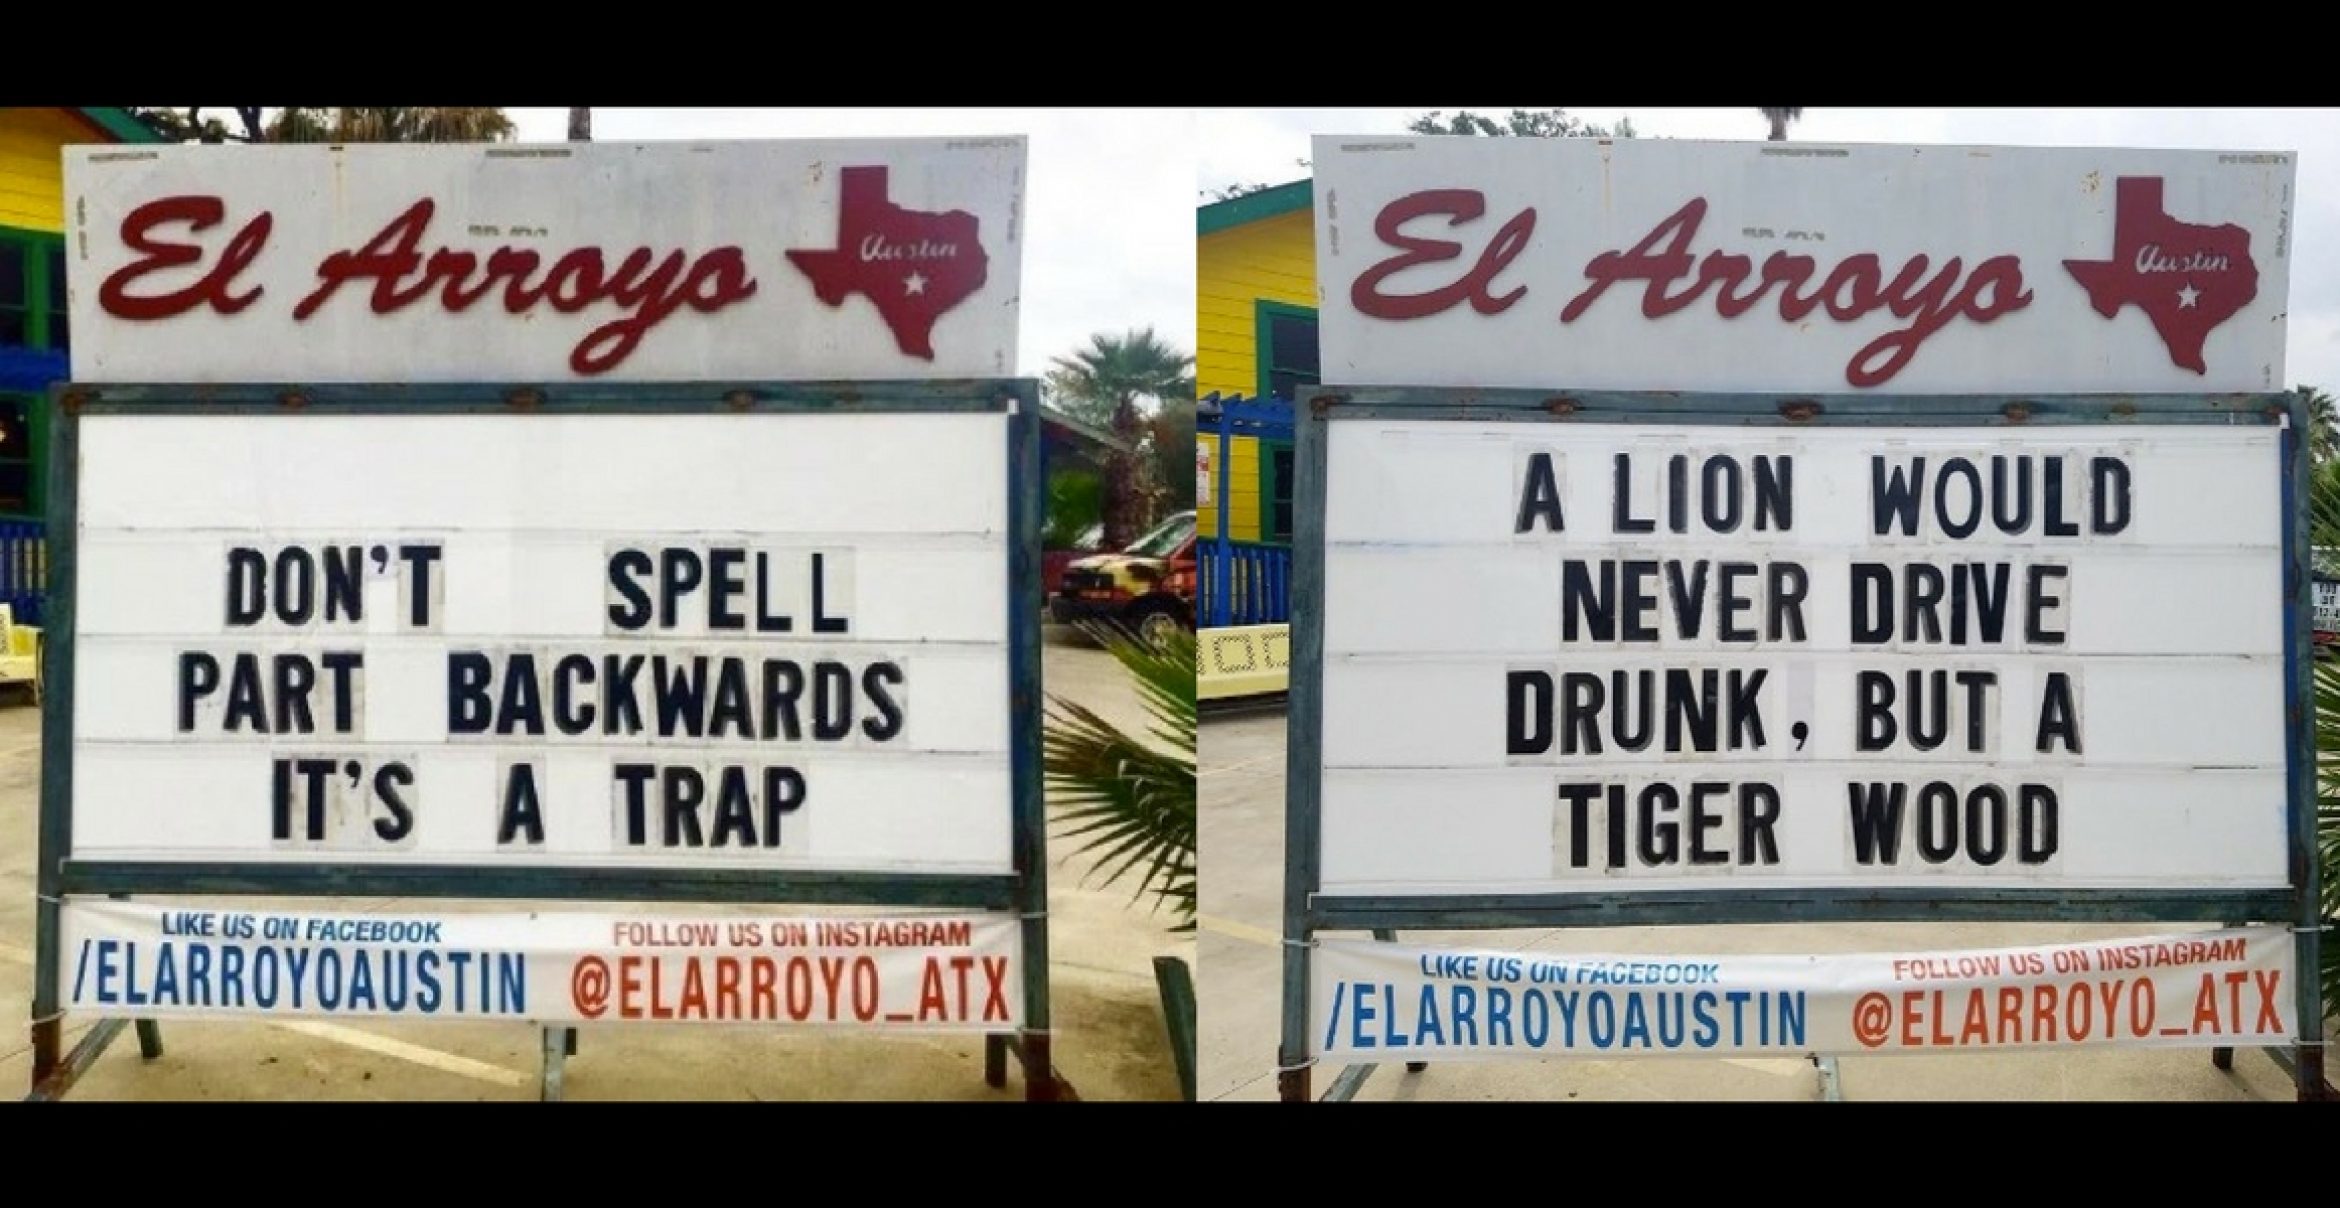 El Arroyo
Austin
DON'T SPELL
PART BACKWARDS
IT'S A TRAP
LIKE US ON FACEBOOK
/ELARROYOAUSTIN
FOLLOW US ON INSTAGRAM
@ELARROYO_ATX
El Arroyo
Austin
A LION WOULD
NEVER DRIVE
DRUNK, BUT A
TIGER WOOD
LIKE US ON FACEBOOK
/ELARROYOAUSTIN
FOLLOW US ON INSTAGRAM
@ELARROYO_ATX